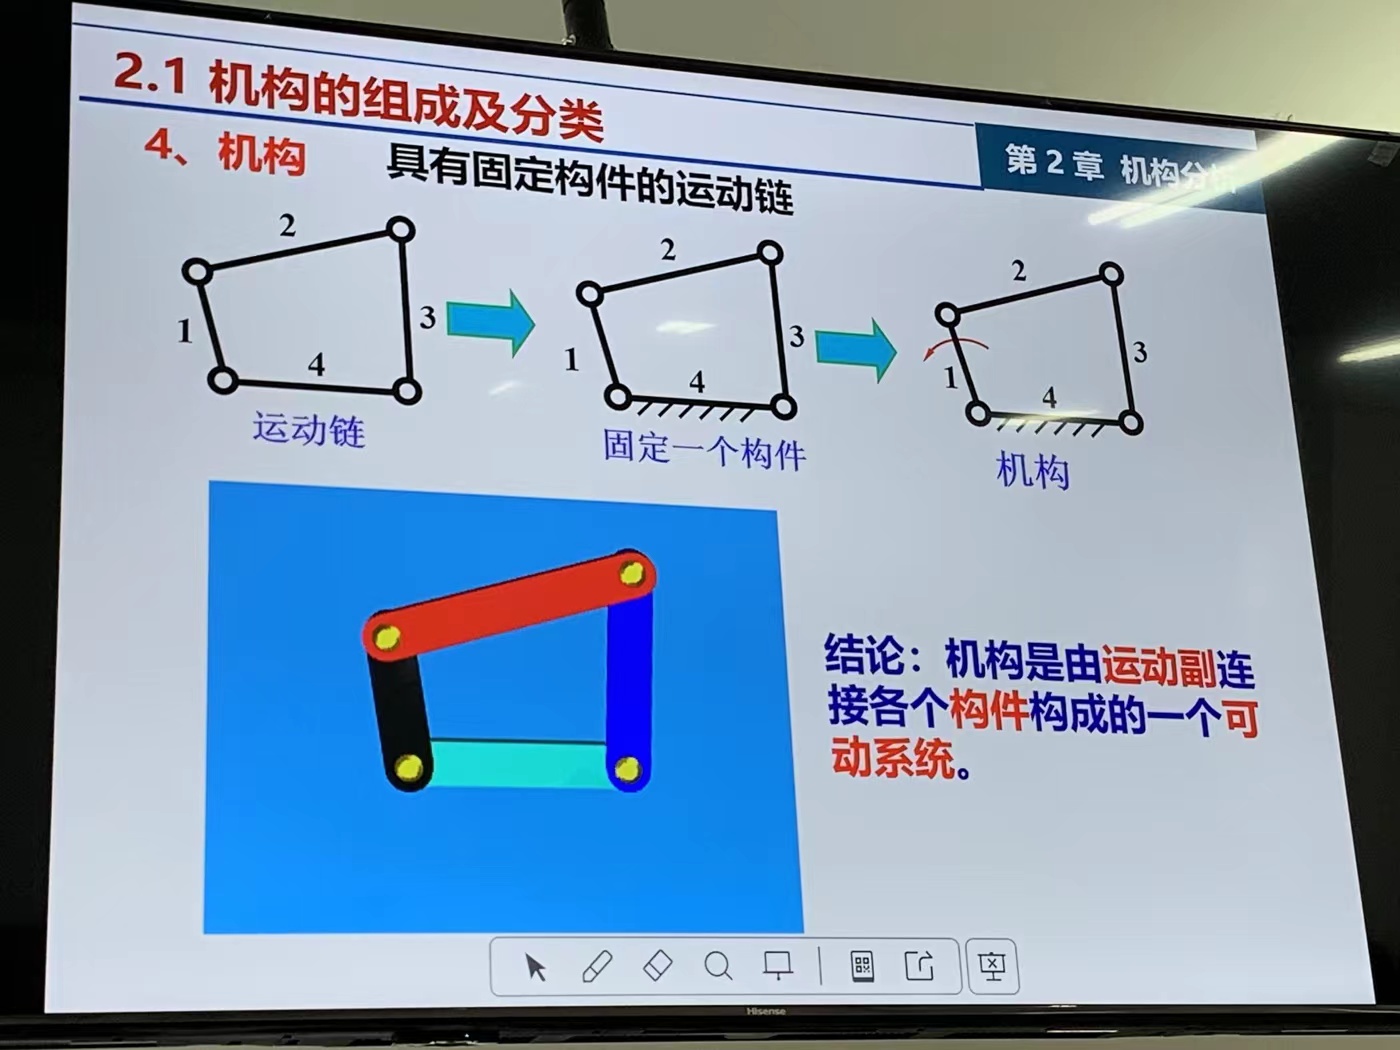 2.1 机构的组成及分类
第 2 章 机构分析
4、机构 具有固定构件的运动链
2
1
3
4
运动链
2
1
3
4
固定一个构件
2
1
3
4
机构
结论：机构是由运动副连
接各个构件构成的一个可
动系统。
Hisense